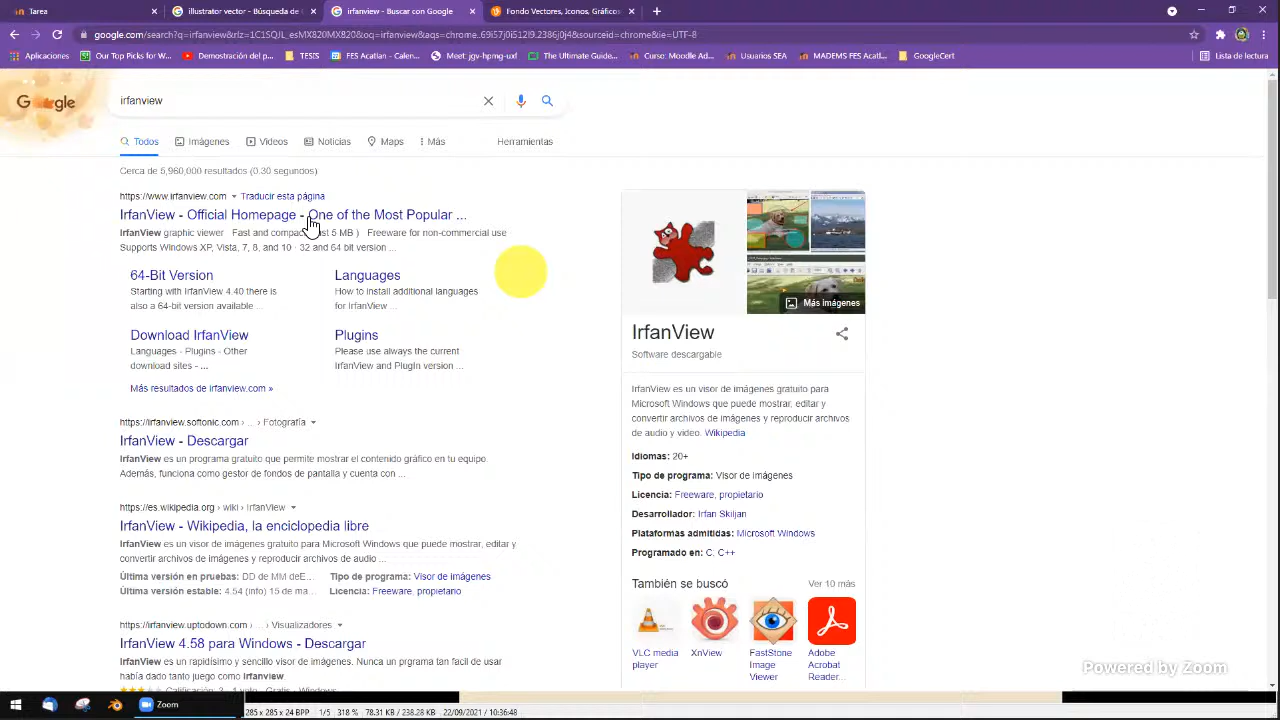 Tarea
illustrator vector - Búsqueda de
irfanview - Buscar con Google
Fondo Vectores, Iconos, Gráficos
google.com/search?q=irfanview&rlz=1C1SQJL_esMX820MX820&oq=irfanview&aqs=chrome..69i57j0i512l9.2386j0j4&sourceid=chrome&ie=UTF-8
Aplicaciones
Our Top Picks for W...
Demostración del p...
TESIS
FES Acatlan - Calen...
Meet: jgv-hpmg-uxf
The Ultimate Guide...
Curso: Moodle Ad...
Usuarios SEA
MADEMS FES Acatl...
GoogleCert
Lista de lectura
Google
irfanview
Todos
Imágenes
Videos
Noticias
Maps
Más
Herramientas
Cerca de 5,960,000 resultados (0.30 segundos)
https://www.irfanview.com
Traducir esta página
IrfanView - Official Homepage - One of the Most Popular ...
IrfanView graphic viewer Fast and compact st 5 MB ) Freeware for non-commercial use
Supports Windows XP, Vista, 7, 8, and 10 · 32 and 64 bit version ...
64-Bit Version
Starting with IrfanView 4.40 there is
also a 64-bit version available ...
Languages
How to install additional languages
for IrfanView ...
Download IrfanView
Languages - Plugins - Other
download sites - ...
Plugins
Please use always the current
IrfanView and PlugIn version ...
Más resultados de irfanview.com »
https://irfanview.softonic.com › ... › Fotografía
IrfanView - Descargar
IrfanView es un programa gratuito que permite mostrar el contenido gráfico en tu equipo.
Además, funciona como gestor de fondos de pantalla y cuenta con ...
https://es.wikipedia.org › wiki › IrfanView
IrfanView - Wikipedia, la enciclopedia libre
IrfanView es un visor de imágenes gratuito para Microsoft Windows que puede mostrar, editar y
convertir archivos de imágenes y reproducir archivos de audio ...
Última versión en pruebas: DD de MM deE...
Tipo de programa: Visor de imágenes
Última versión estable: 4.54 (info) 15 de ma...
Licencia: Freeware, propietario
https://irfanview.uptodown.com › ... › Visualizadores
IrfanView 4.58 para Windows - Descargar
IrfanView es un rapidísimo y sencillo visor de imágenes. Nunca un prgrama tan facil de usar
había dado tanto juego como Irfanview.
Calificación: 3 · 1 voto · Gratis · Windows
Más imágenes
IrfanView
Software descargable
IrfanView es un visor de imágenes gratuito para
Microsoft Windows que puede mostrar, editar y
convertir archivos de imágenes y reproducir archivos
de audio y vídeo. Wikipedia
Idiomas: 20+
Tipo de programa: Visor de imágenes
Licencia: Freeware, propietario
Desarrollador: Irfan Skiljan
Plataformas admitidas: Microsoft Windows
Programado en: C, C++
También se buscó
Ver 10 más
VLC media
player
XnView
FastStone
Image
Viewer
Adobe
Acrobat
Reader...
Powered by Zoom
Zoom
285 x 285 x 24 BPP
1/5
318 %
78.31 KB / 238.28 KB
22/09/2021 / 10:36:48